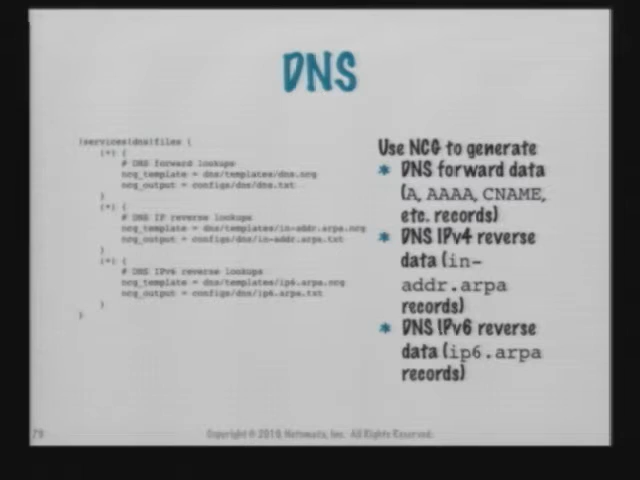 DNS
[services|dns]files {
(*) {
# DNS forward lookups
ncg_template = dns/templates/dns.ncg
ncg_output = configs/dns/dns.txt
}
(*) {
# DNS IP reverse lookups
ncg_template = dns/templates/in-addr.arpa.ncg
ncg_output = configs/dns/in-addr.arpa.txt
}
(*) {
# DNS IPv6 reverse lookups
ncg_template = dns/templates/ip6.arpa.ncg
ncg_output = configs/dns/ip6.arpa.txt
}
}
Use NCG to generate
* DNS forward data
(A, AAAA, CNAME,
etc. records)
* DNS IPv4 reverse
data (in-
addr.arpa
records)
* DNS IPv6 reverse
data (ip6.arpa
records)
Copyright © 2010, Netomata, Inc. All Rights Reserved.